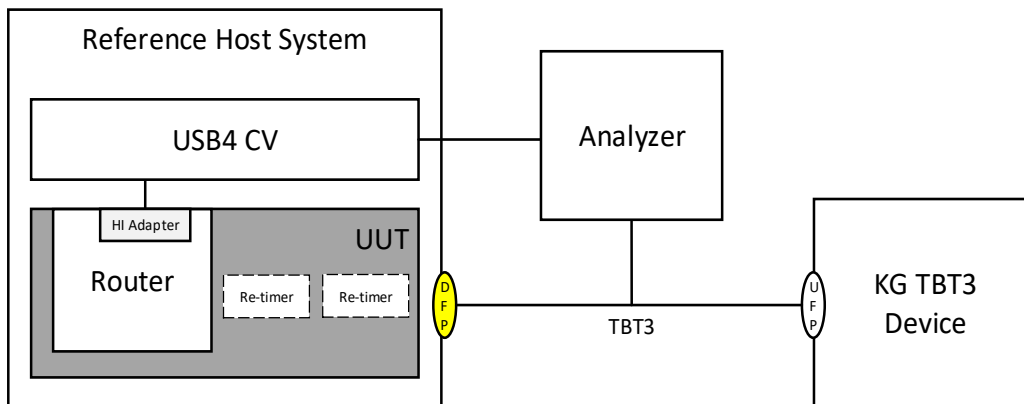 Reference Host System
USB4 CV
Analyzer
HI Adapter
UUT
Router
Re-timer
Re-timer
D
F
P
TBT3
U
F
P
KG TBT3
Device